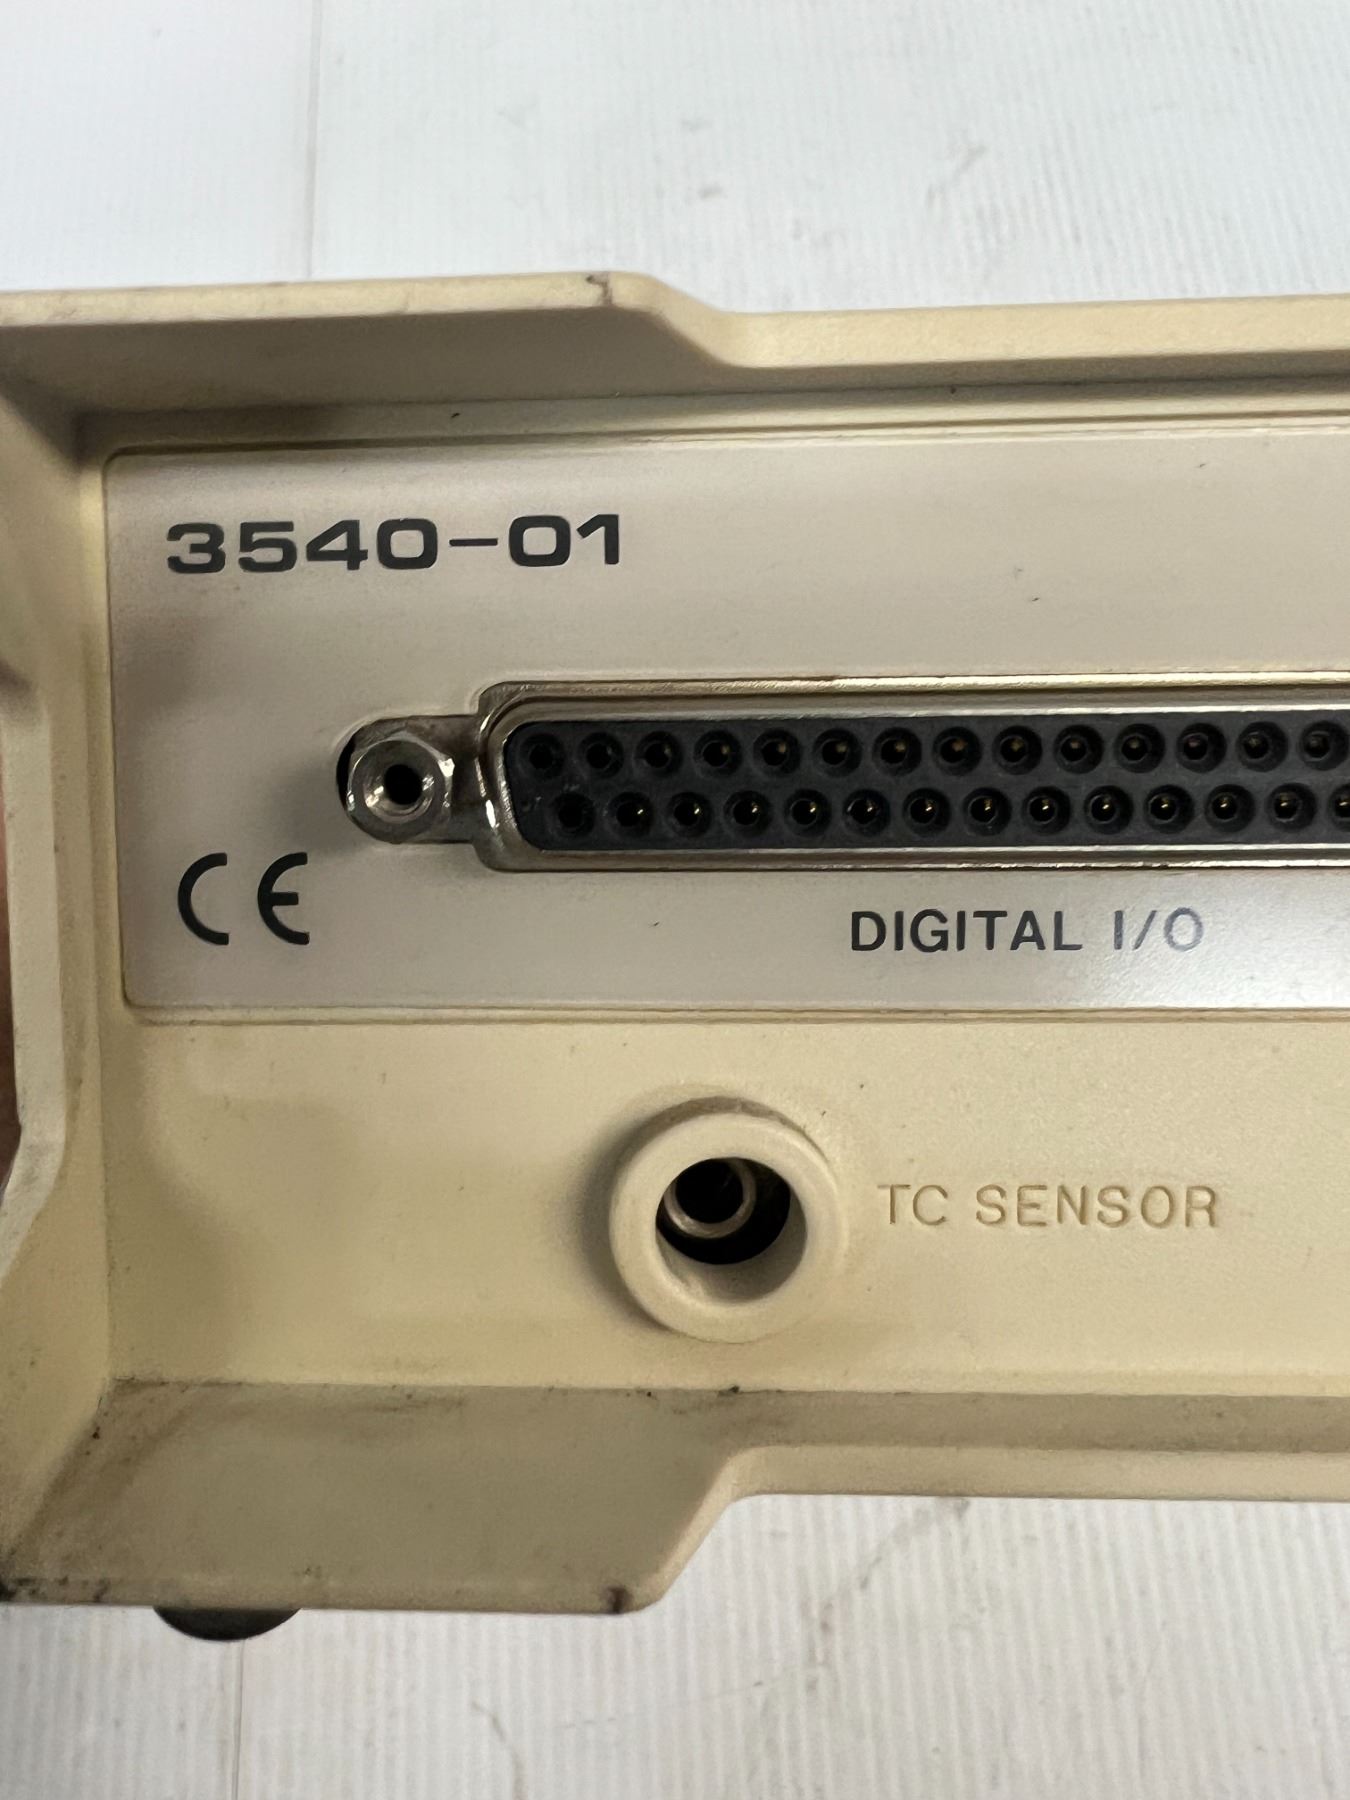 3540-01
CE
DIGITAL I/O
TC SENSOR